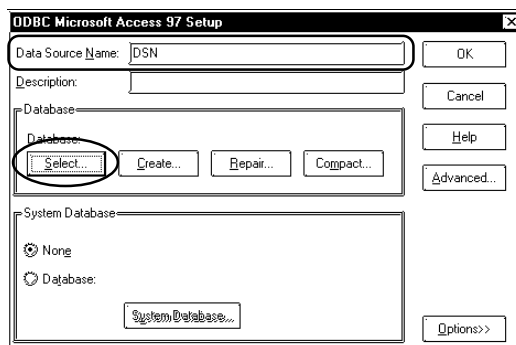 ODBC Microsoft Access 97 Setup
Data Source Name: DSN
OK
Description:
Cancel
Database
Database:
Help
Select... Create... Repair... Compact...
Advanced...
System Database
None
Database:
System Database...
Options>>